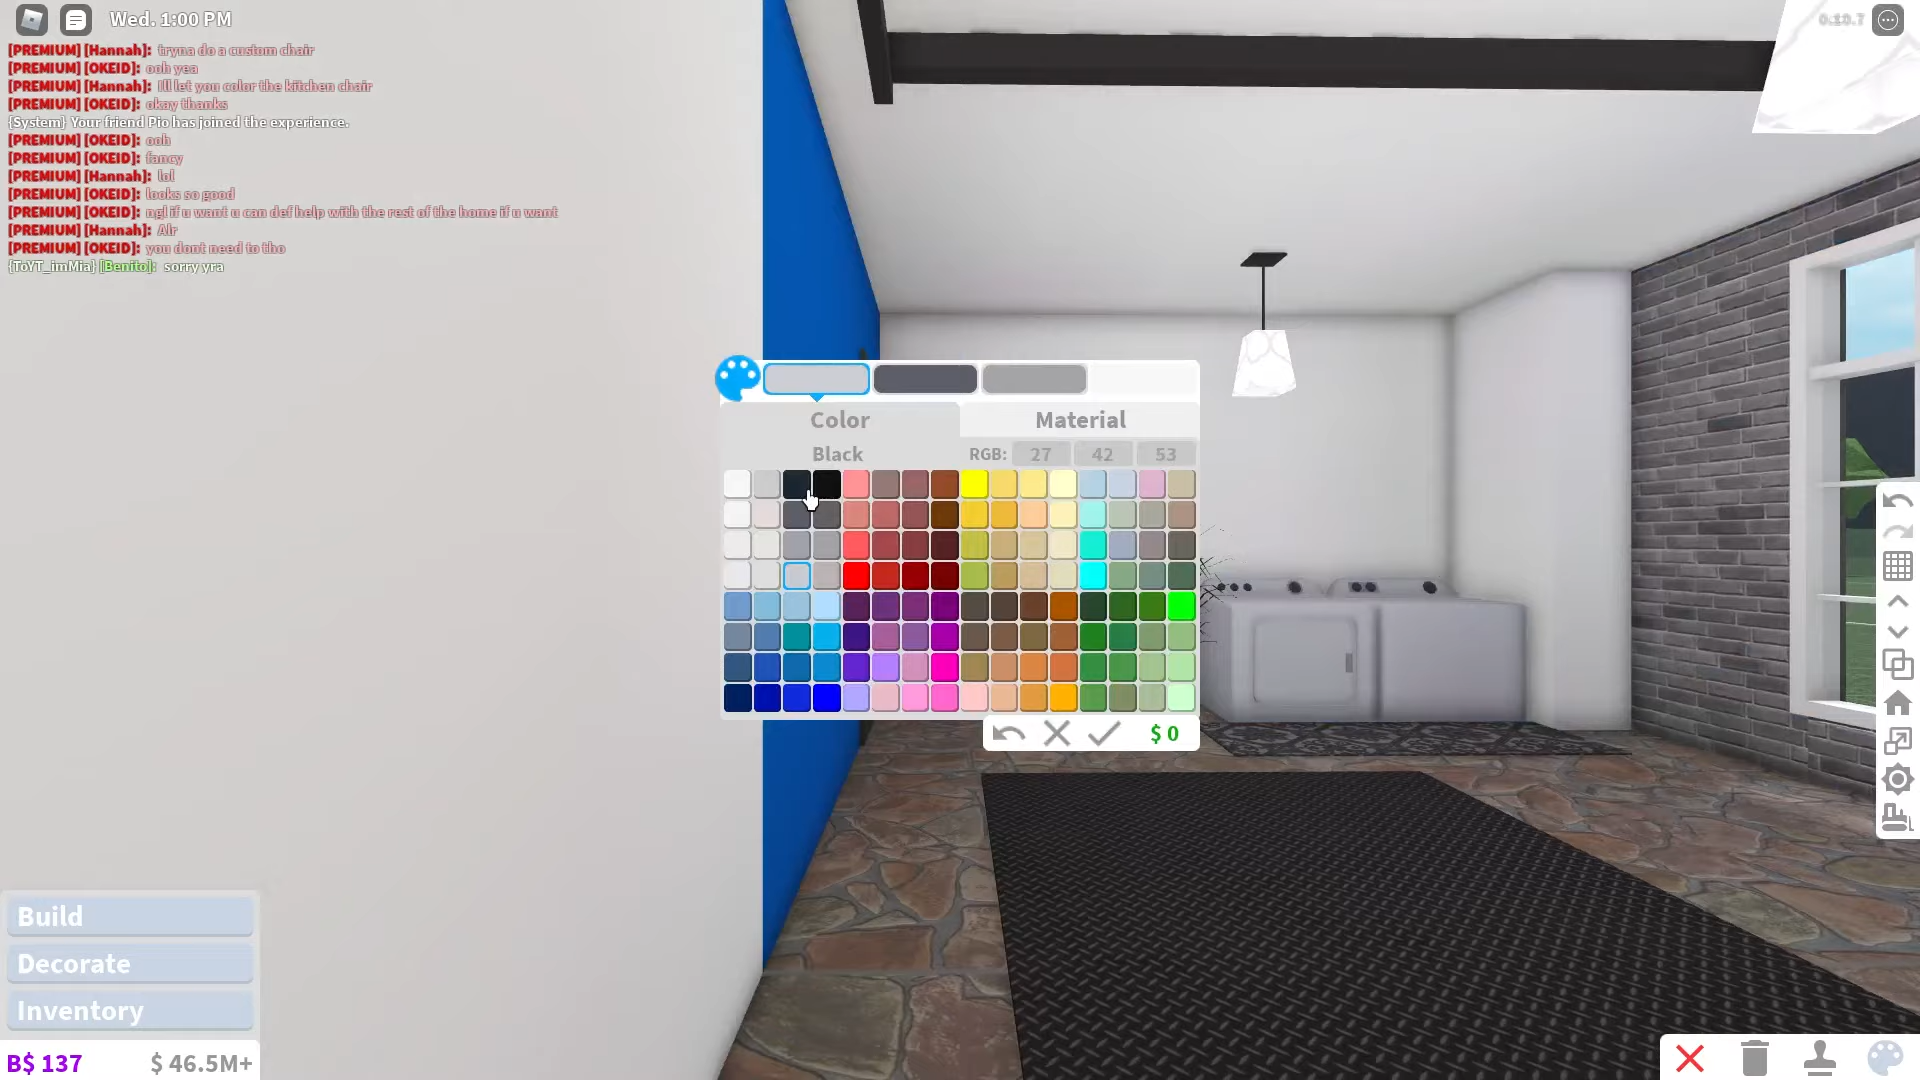 Wed. 1:00 PM
0:10.7
[PREMIUM] [Hannah]: tryna do a custom chair
[PREMIUM] [OKEID]: ooh yea
[PREMIUM] [Hannah]: Ill let you color the kitchen chair
[PREMIUM] [OKEID]: okay thanks
{System} Your friend Pio has joined the experience.
[PREMIUM] [OKEID]: ooh
[PREMIUM] [OKEID]: fancy
[PREMIUM] [Hannah]: lol
[PREMIUM] [OKEID]: looks so good
[PREMIUM] [OKEID]: ngl if u want u can def help with the rest of the home if u want
[PREMIUM] [Hannah]: Alr
[PREMIUM] [OKEID]: you dont need to tho
{ToYT_imMia} [Benito]: sorry yra
Color Material
Black RGB: 27 42 53
$ 0
Build
Decorate
Inventory
B$ 137 $ 46.5M+